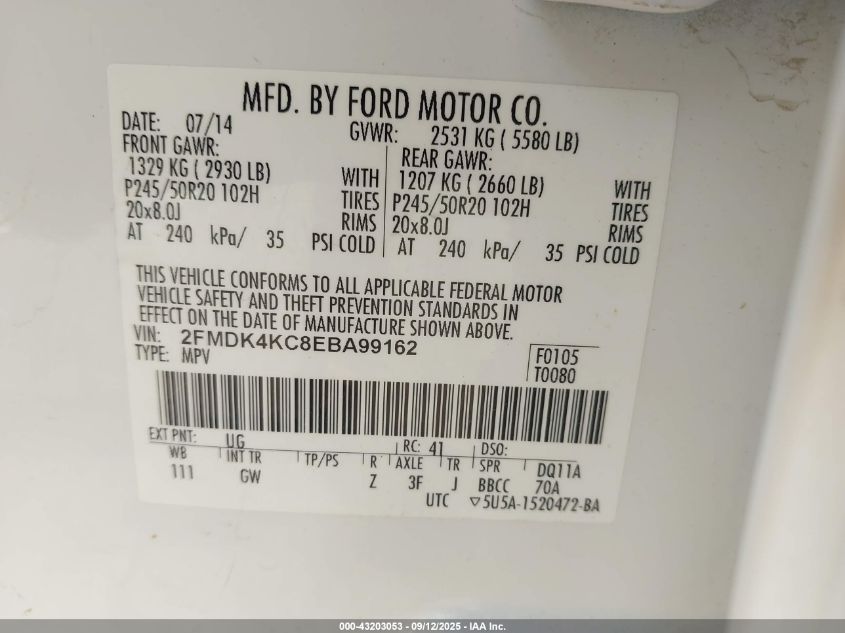 MFD. BY FORD MOTOR CO.
DATE: 07/14
GVWR: 2531 KG ( 5580 LB)
FRONT GAWR:
1329 KG ( 2930 LB) WITH
P245/50R20 102H TIRES
20x8.0J RIMS
AT 240 kPa/ 35 PSI COLD
REAR GAWR:
1207 KG ( 2660 LB) WITH
P245/50R20 102H TIRES
20x8.0J RIMS
AT 240 kPa/ 35 PSI COLD
THIS VEHICLE CONFORMS TO ALL APPLICABLE FEDERAL MOTOR
VEHICLE SAFETY AND THEFT PREVENTION STANDARDS IN
EFFECT ON THE DATE OF MANUFACTURE SHOWN ABOVE.
VIN: 2FMDK4KC8EBA99162
TYPE: MPV
F0105
T0080
EXT PNT: UG RC: 41 DSO:
WB INT TR TP/PS R AXLE TR SPR DQ11A
111 GW Z 3F J BBCC 70A
UTC ▽5U5A-1520472-BA
000-43203053 - 09/12/2025 - IAA Inc.